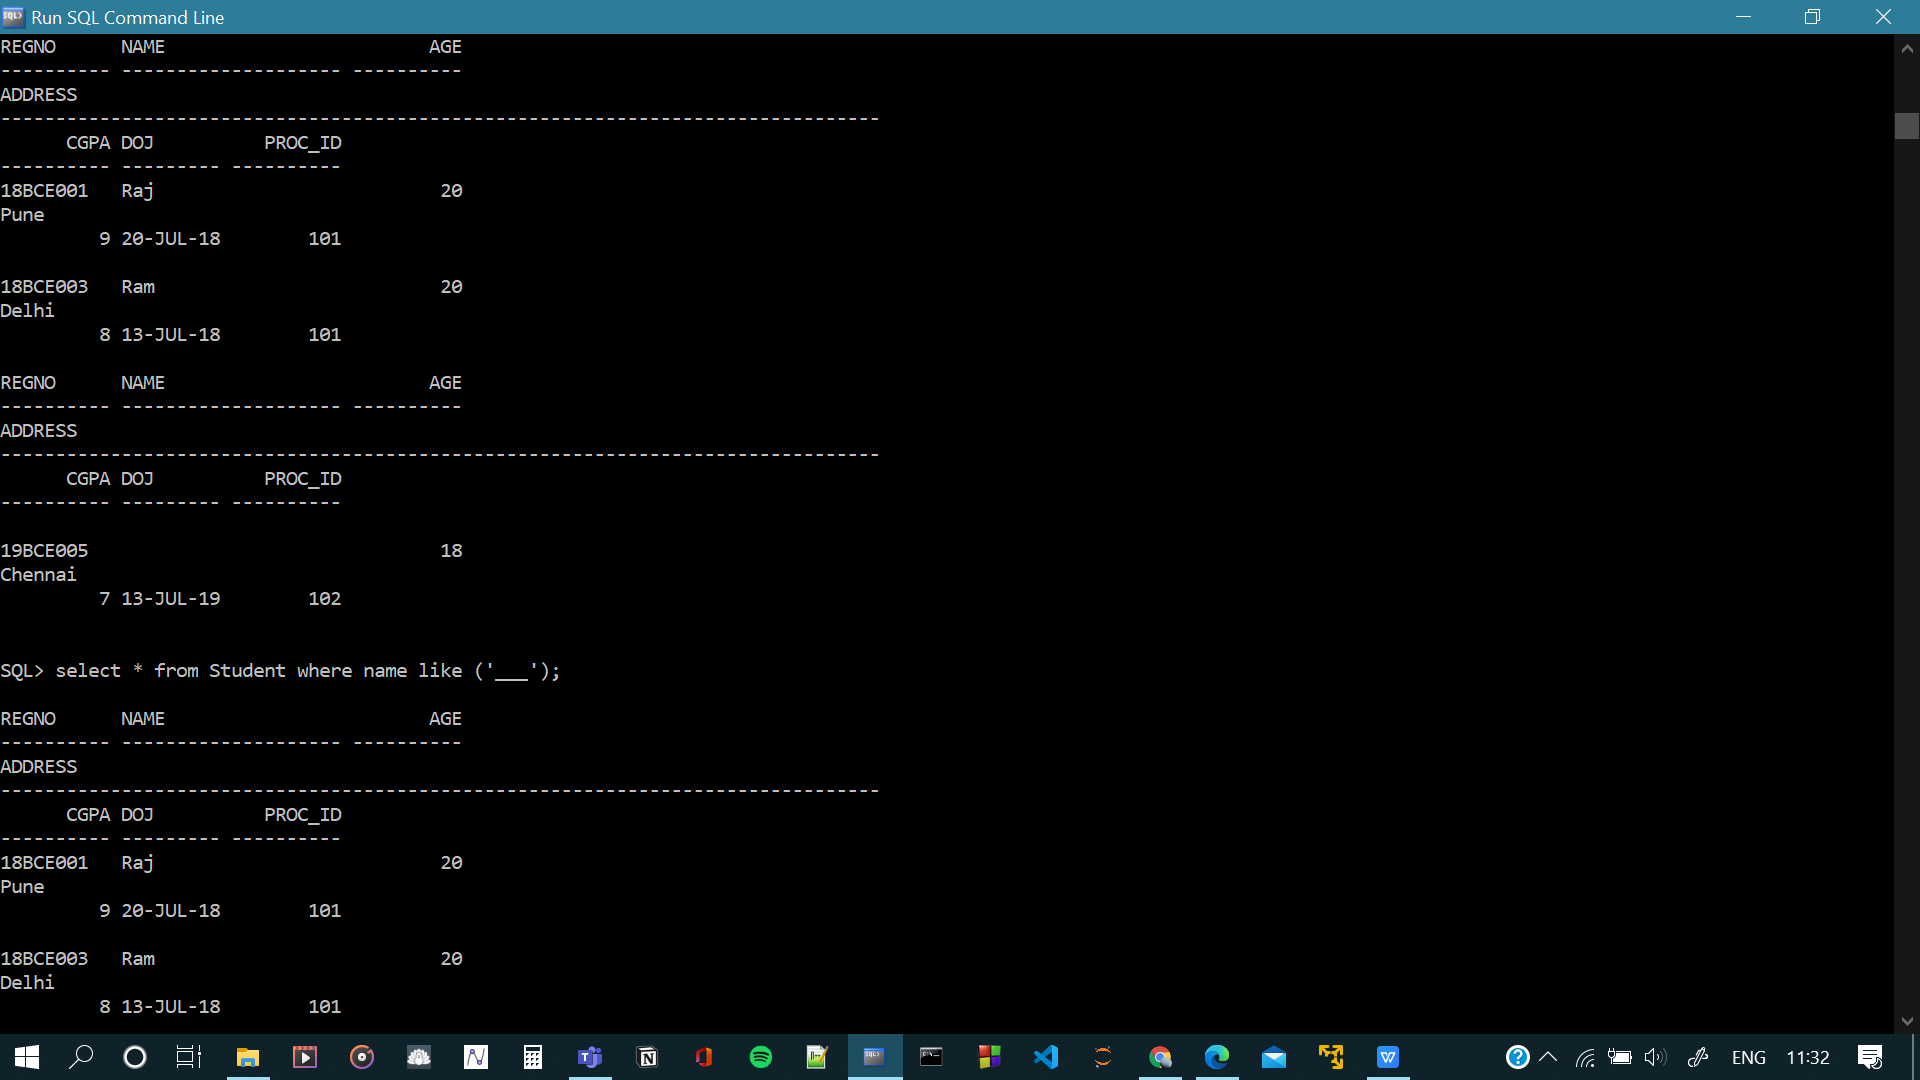 Run SQL Command Line
REGNO      NAME                        AGE
---------- -------------------- ----------
ADDRESS
--------------------------------------------------------------------------------
      CGPA DOJ          PROC_ID
---------- --------- ----------
18BCE001   Raj                          20
Pune
         9 20-JUL-18        101

18BCE003   Ram                          20
Delhi
         8 13-JUL-18        101

REGNO      NAME                        AGE
---------- -------------------- ----------
ADDRESS
--------------------------------------------------------------------------------
      CGPA DOJ          PROC_ID
---------- --------- ----------

19BCE005                                18
Chennai
         7 13-JUL-19        102


SQL> select * from Student where name like ('___');

REGNO      NAME                        AGE
---------- -------------------- ----------
ADDRESS
--------------------------------------------------------------------------------
      CGPA DOJ          PROC_ID
---------- --------- ----------
18BCE001   Raj                          20
Pune
         9 20-JUL-18        101

18BCE003   Ram                          20
Delhi
         8 13-JUL-18        101
ENG 11:32